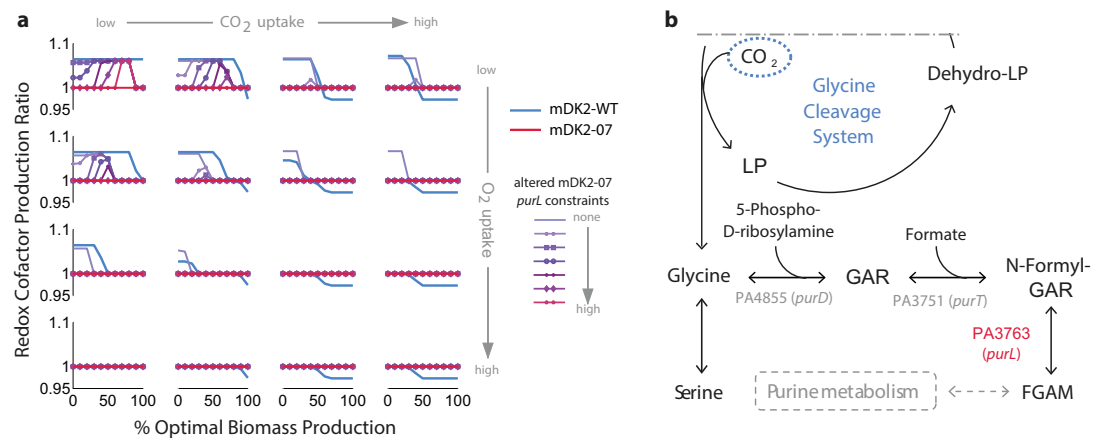 a
low CO2 uptake high
Redox Cofactor Production Ratio
1.1
1
0.95
1.1
1
0.95
1.1
1
0.95
1.1
1
0.95
0 50 100 0 50 100 0 50 100 0 50 100
% Optimal Biomass Production
low
O2 uptake
high
mDK2-WT
mDK2-07
altered mDK2-07
purL constraints
none
high
b
CO2
Glycine
Cleavage
System
Dehydro-LP
LP
5-Phospho-
D-ribosylamine
Formate
Glycine
GAR
N-Formyl-
GAR
PA4855 (purD)
PA3751 (purT)
PA3763
(purL)
Serine
Purine metabolism
FGAM